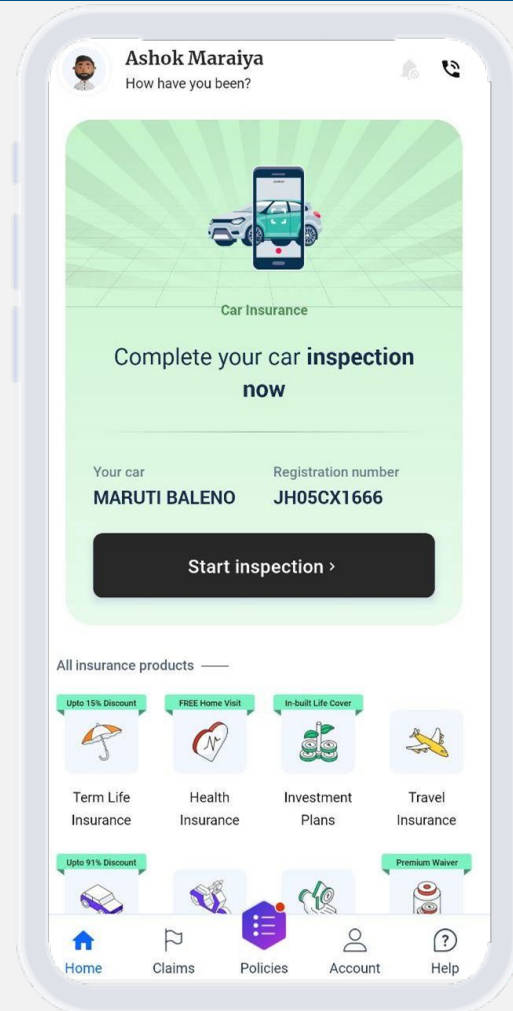 Ashok Maraiya
How have you been?
Car Insurance
Complete your car inspection
now
Your car
Registration number
MARUTI BALENO
JH05CX1666
Start inspection ›
All insurance products
Upto 15% Discount
FREE Home Visit
In-built Life Cover
Term Life
Insurance
Health
Insurance
Investment
Plans
Travel
Insurance
Upto 91% Discount
Premium Waiver
Home
Claims
Policies
Account
Help